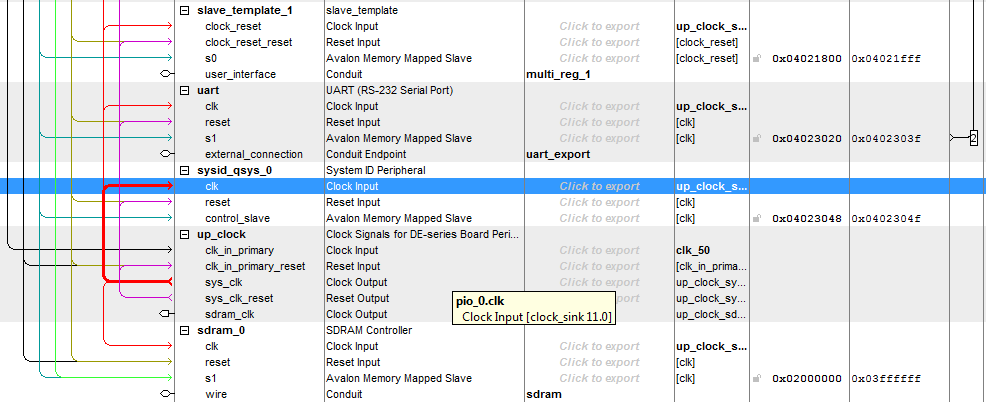 slave_template_1 slave_template
clock_reset Clock Input Click to export up_clock_s...
clock_reset_reset Reset Input Click to export [clock_reset]
s0 Avalon Memory Mapped Slave Click to export [clock_reset] 0x04021800 0x04021fff
user_interface Conduit multi_reg_1
uart UART (RS-232 Serial Port)
clk Clock Input Click to export up_clock_s...
reset Reset Input Click to export [clk]
s1 Avalon Memory Mapped Slave Click to export [clk] 0x04023020 0x0402303f 2
external_connection Conduit Endpoint uart_export
sysid_qsys_0 System ID Peripheral
clk Clock Input Click to export up_clock_s...
reset Reset Input Click to export [clk]
control_slave Avalon Memory Mapped Slave Click to export [clk] 0x04023048 0x0402304f
up_clock Clock Signals for DE-series Board Peri...
clk_in_primary Clock Input Click to export clk_50
clk_in_primary_reset Reset Input Click to export [clk_in_prima...
sys_clk Clock Output Click to export up_clock_sy...
sys_clk_reset Reset Output up_clock_sy...
sdram_clk Clock Output up_clock_sd...
pio_0.clk
Clock Input [clock_sink 11.0]
sdram_0 SDRAM Controller
clk Clock Input Click to export up_clock_s...
reset Reset Input Click to export [clk]
s1 Avalon Memory Mapped Slave Click to export [clk] 0x02000000 0x03ffffff
wire Conduit sdram